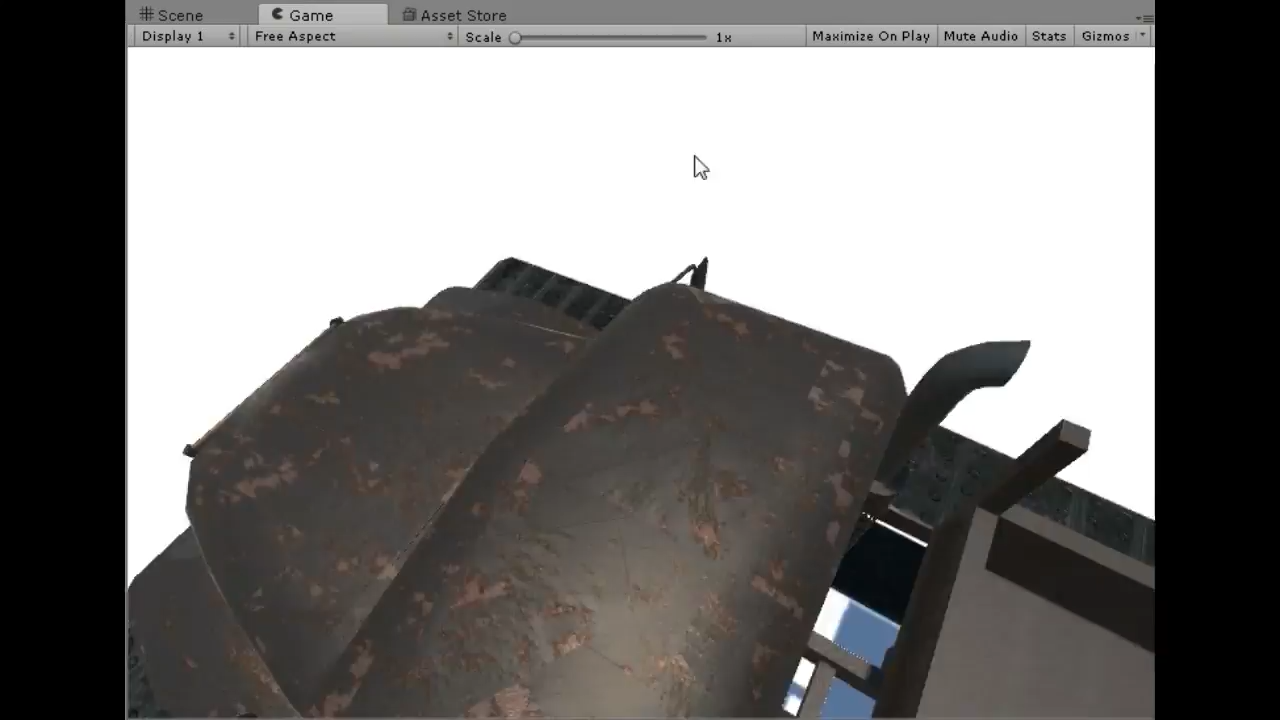 Scene Game Asset Store
Display 1 Free Aspect Scale 1x Maximize On Play Mute Audio Stats Gizmos